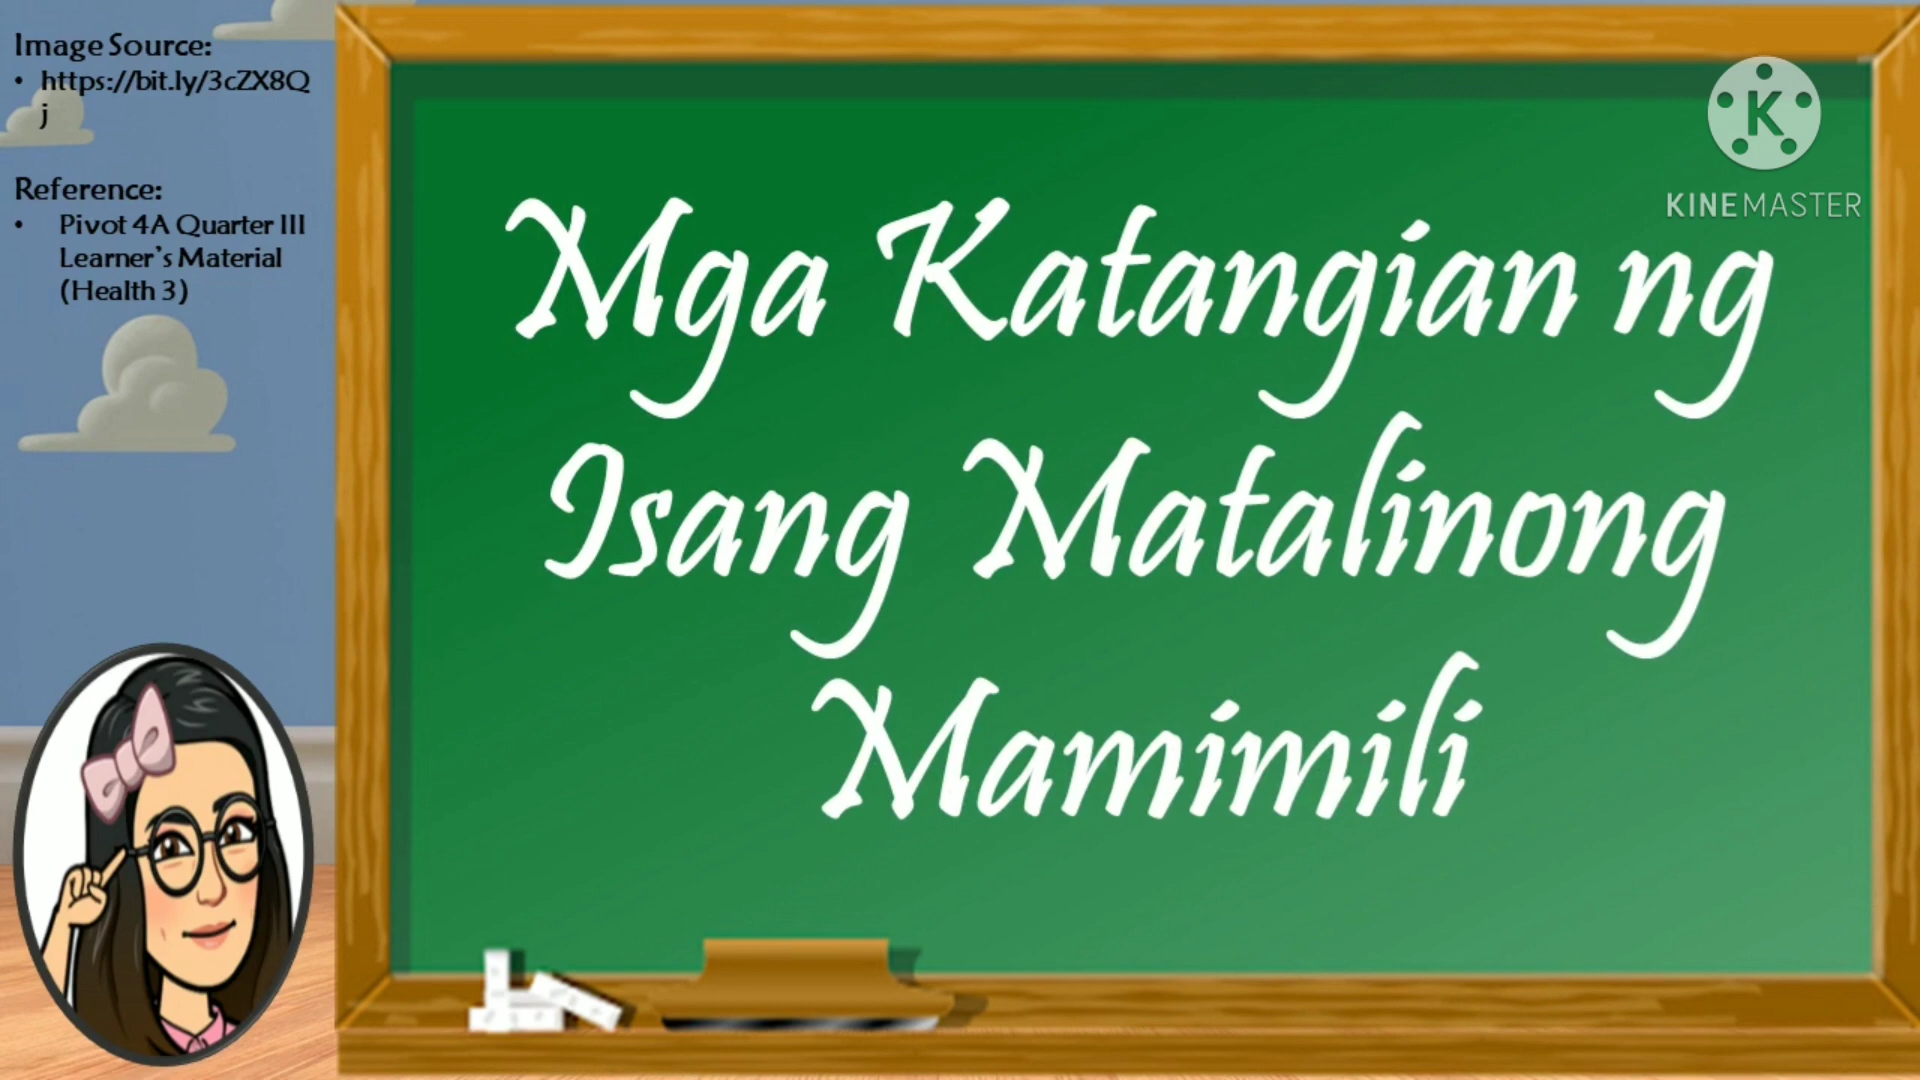 Image Source:
• https://bit.ly/3cZX8Q
j
Reference:
• Pivot 4A Quarter III
Learner's Material
(Health 3)
Mga Katangian ng
Isang Matalinong
Mamimili
K
KINEMASTER